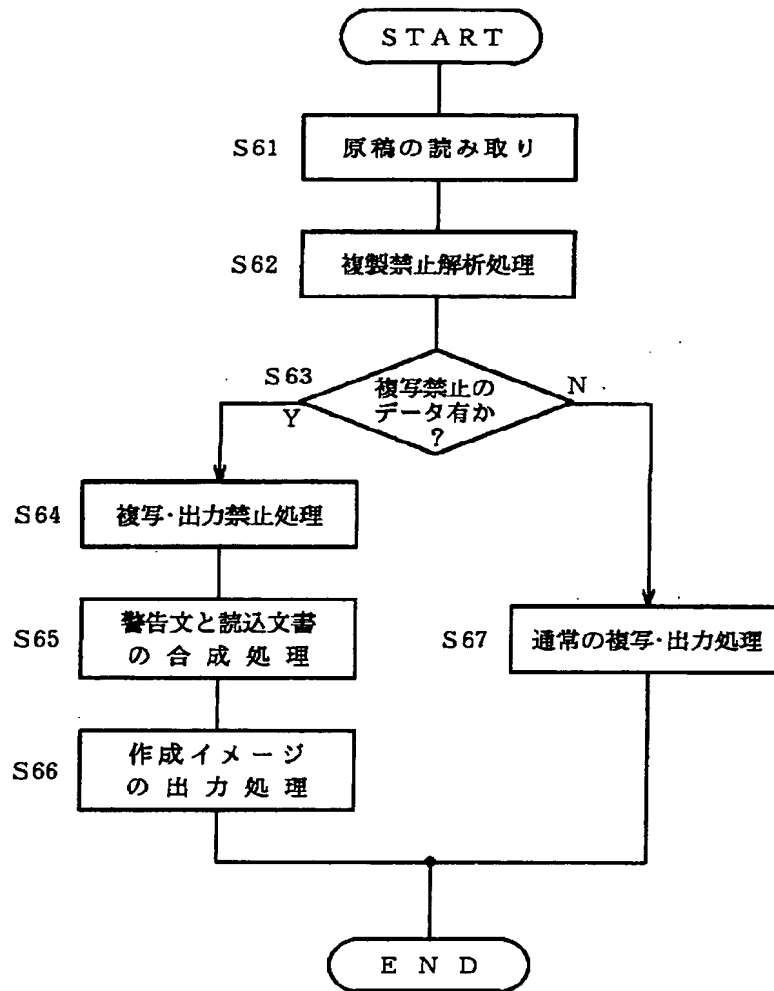 START
S61
原稿の読み取り
S62
複製禁止解析処理
S63
複写禁止の
データ有か
?
Y
N
S64
複写・出力禁止処理
S65
警告文と読込文書
の合成処理
S67
通常の複写・出力処理
S66
作成イメージ
の出力処理
END